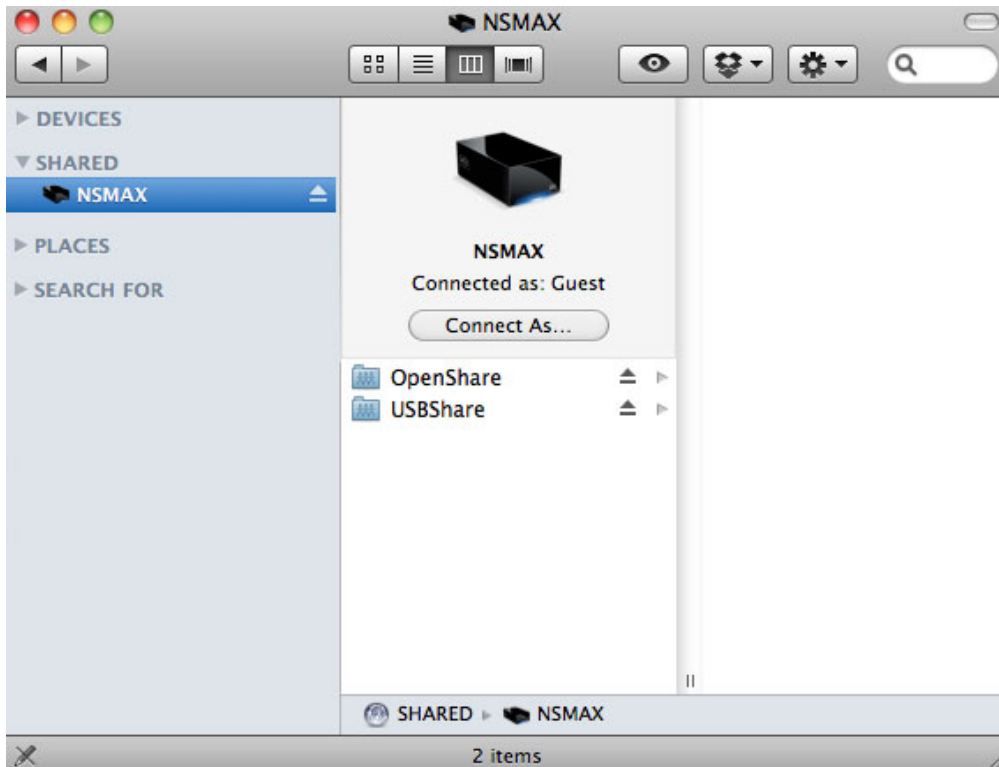 NSMAX
DEVICES
SHARED
NSMAX
PLACES
SEARCH FOR
NSMAX
Connected as: Guest
Connect As...
OpenShare
USBShare
SHARED NSMAX
2 items